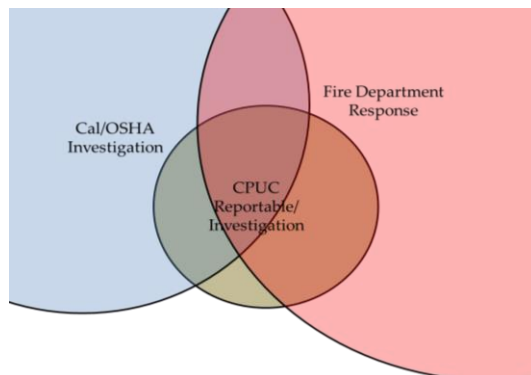 Fire Department
Response
Cal/OSHA
Investigation
CPUC
Reportable/
Investigation